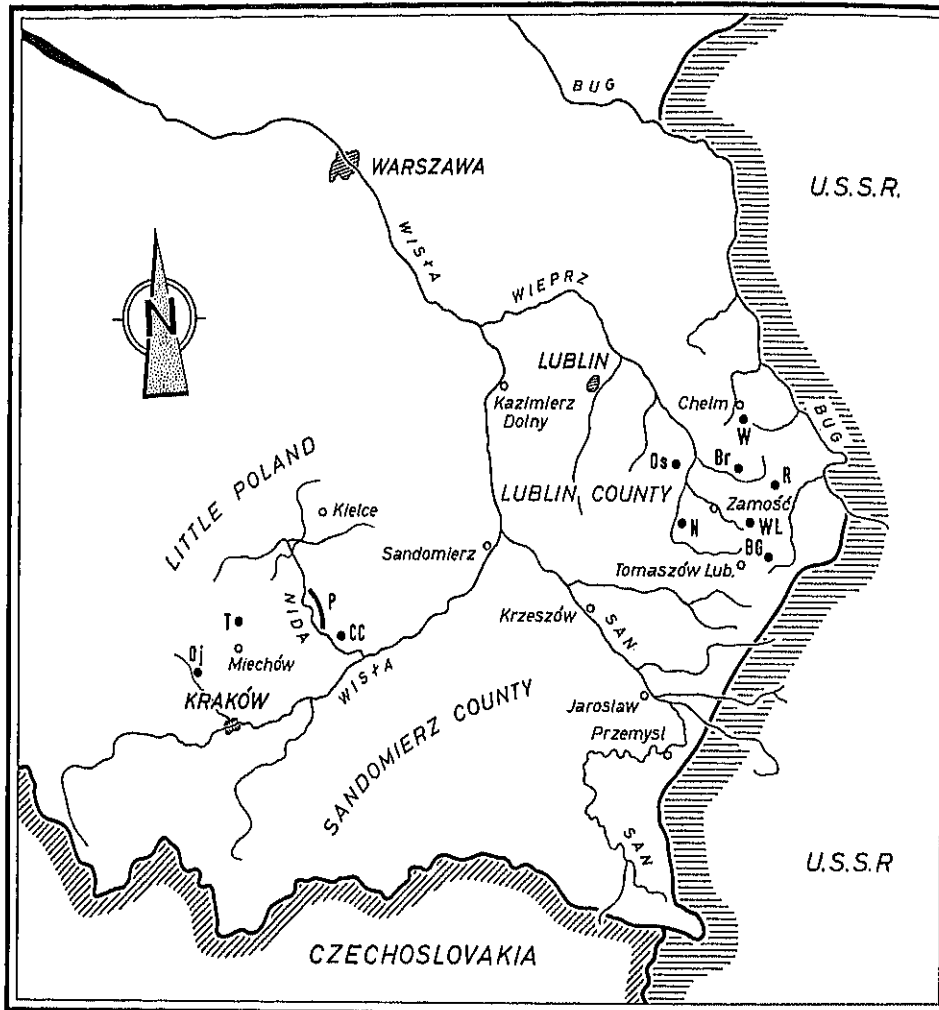 BUG
U.S.S.R.
WARSZAWA
WISŁA
N
WIEPRZ
LUBLIN
Kazimierz
Dolny
Chelm
W
BUG
Os
Br
R
LITTLE POLAND
LUBLIN COUNTY
Zamość
Kielce
N
WL
Sandomierz
BG
Tomaszów Lub.
P
NIDA
T
CC
Krzeszów
SAN
Miechów
Oj
WISŁA
KRAKÓW
Jaroslaw
Przemysl
SANDOMIERZ COUNTY
SAN
U.S.S.R
CZECHOSLOVAKIA